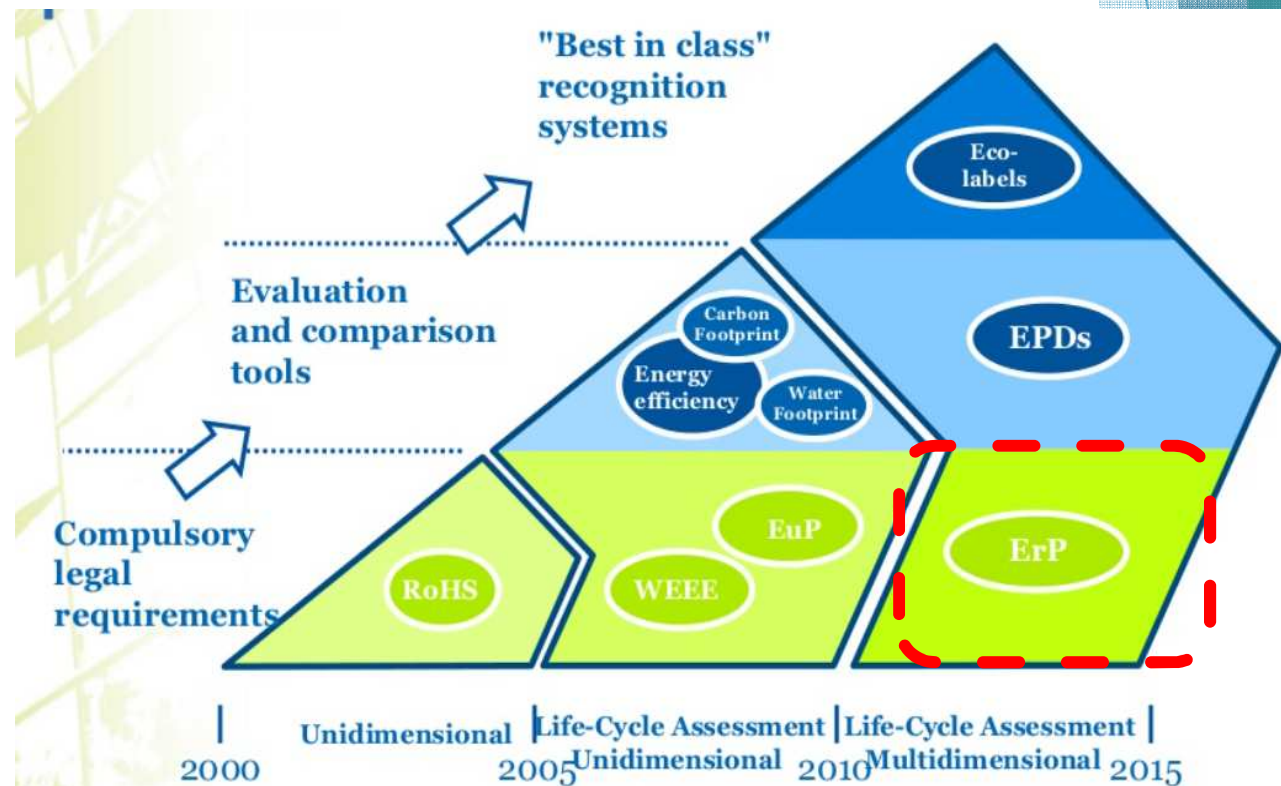 "Best in class"
recognition
systems
Eco-
labels
Evaluation
and comparison
tools
Carbon
Footprint
Energy
efficiency
Water
Footprint
EPDs
Compulsory
legal
requirements
RoHS
WEEE
EuP
ErP
Unidimensional
Life-Cycle Assessment
Unidimensional
Life-Cycle Assessment
Multidimensional
2000
2005
2010
2015